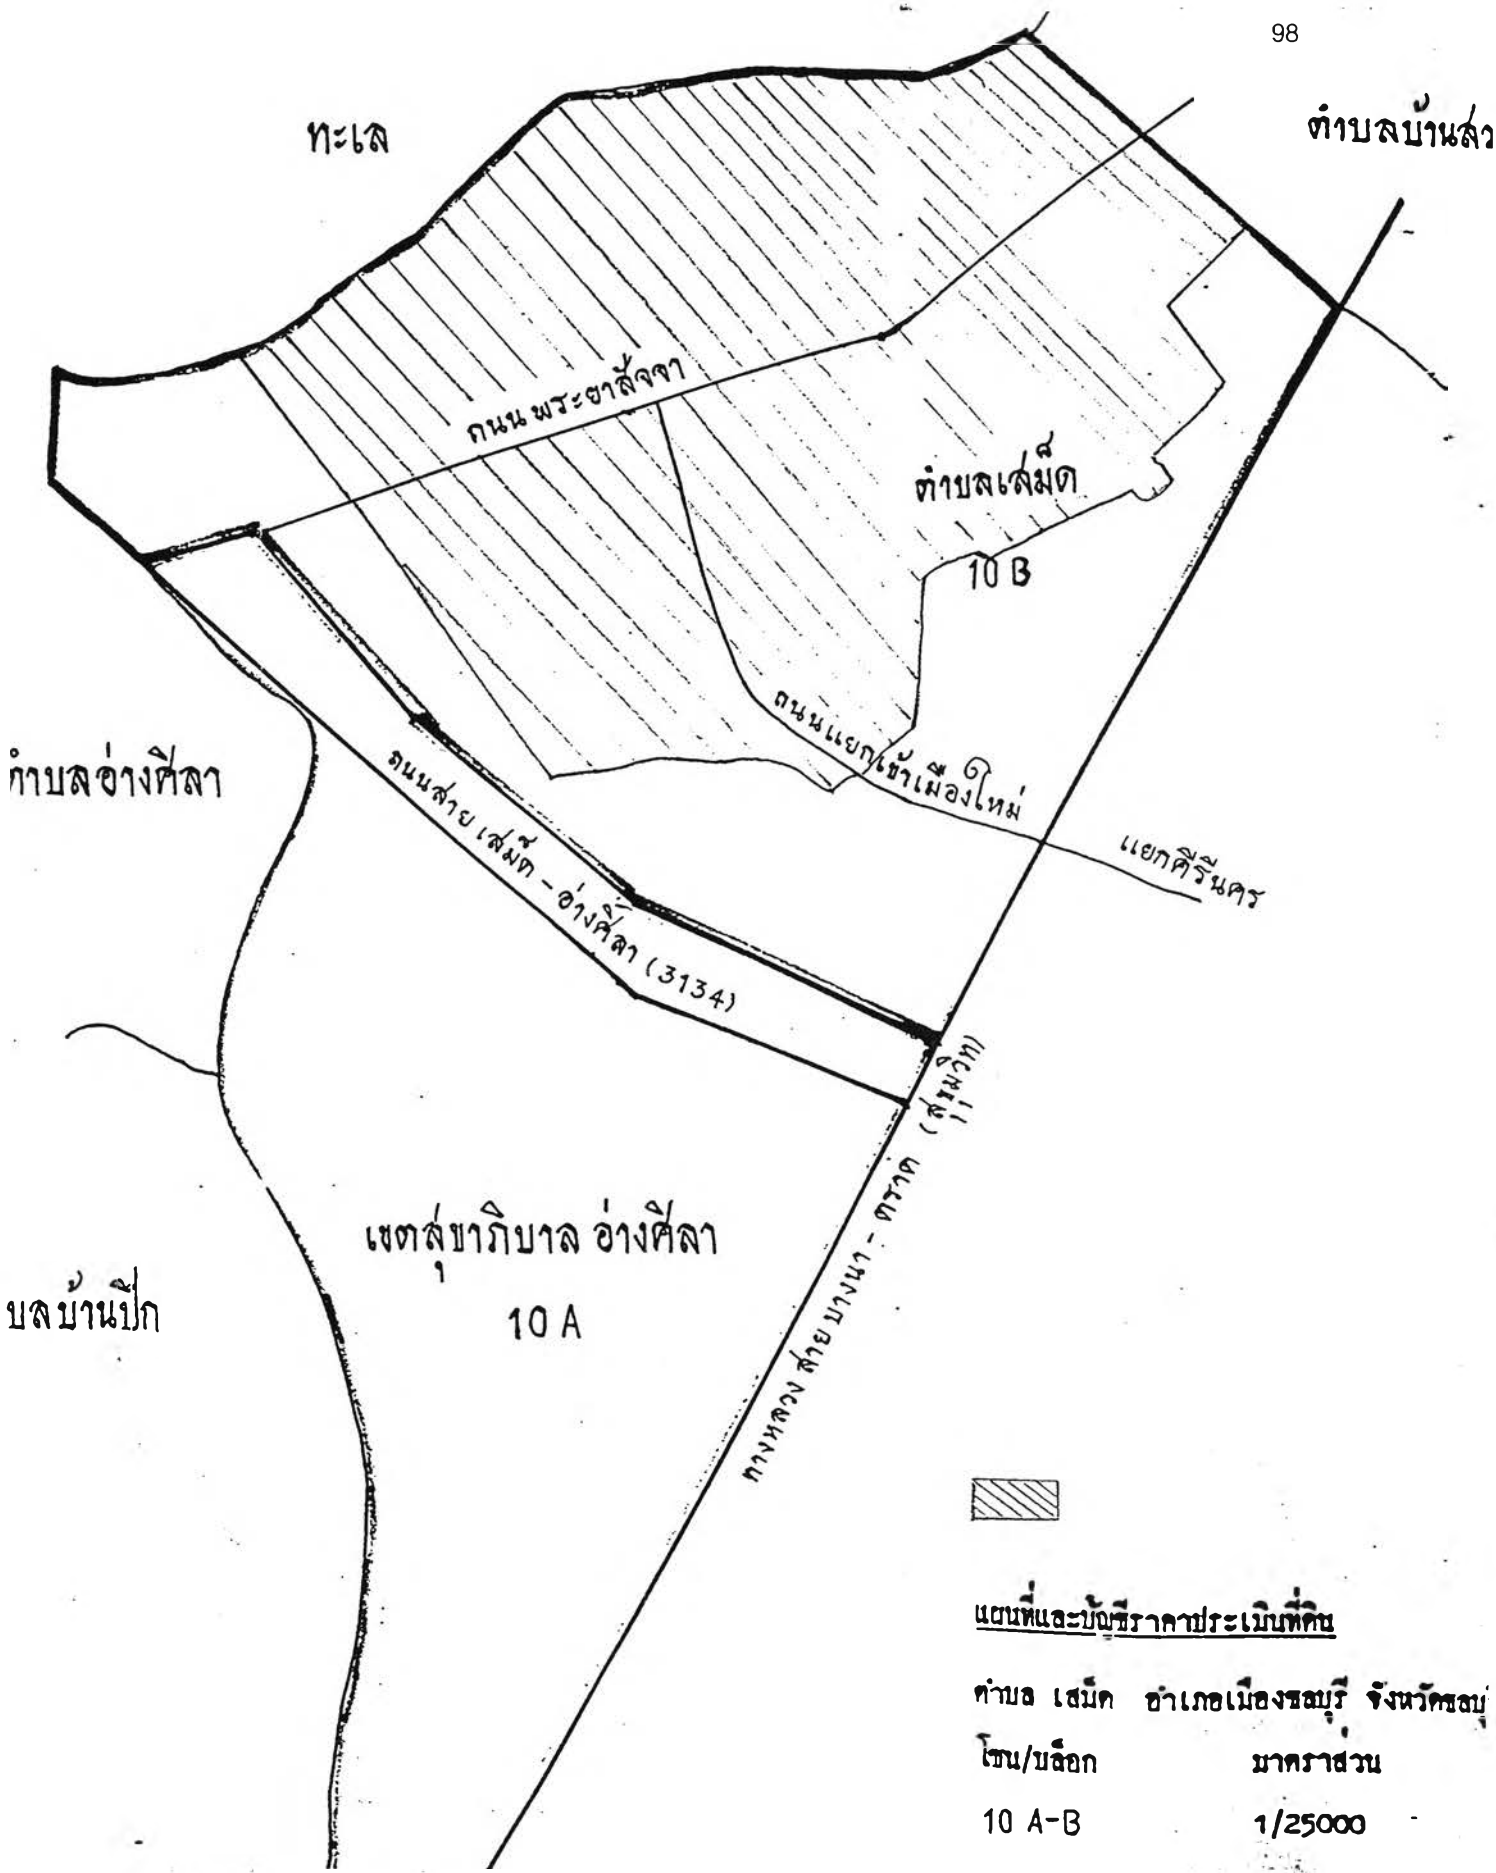 98
ทะเล
ตำบลบ้านสว
ถนน พระยาสัจจา
ตำบลเสม็ด
10 B
ถนนแยกเข้าเมืองใหม่
แยกคีรีนคร
ตำบลอ่างศิลา
ถนนสาย เสม็ด - อ่างศิลา (3134)
ทางหลวง สาย บางนา - ตราด (สุขุมวิท)
เขตสุขาภิบาล อ่างศิลา
10 A
บลบ้านปึก
แผนที่และบัญชีราคาประเมินที่ดิน
ตำบล เสม็ด อำเภอเมืองชลบุรี จังหวัดชลบุ
โซน/บล็อก มาตราส่วน
10 A-B 1/25000